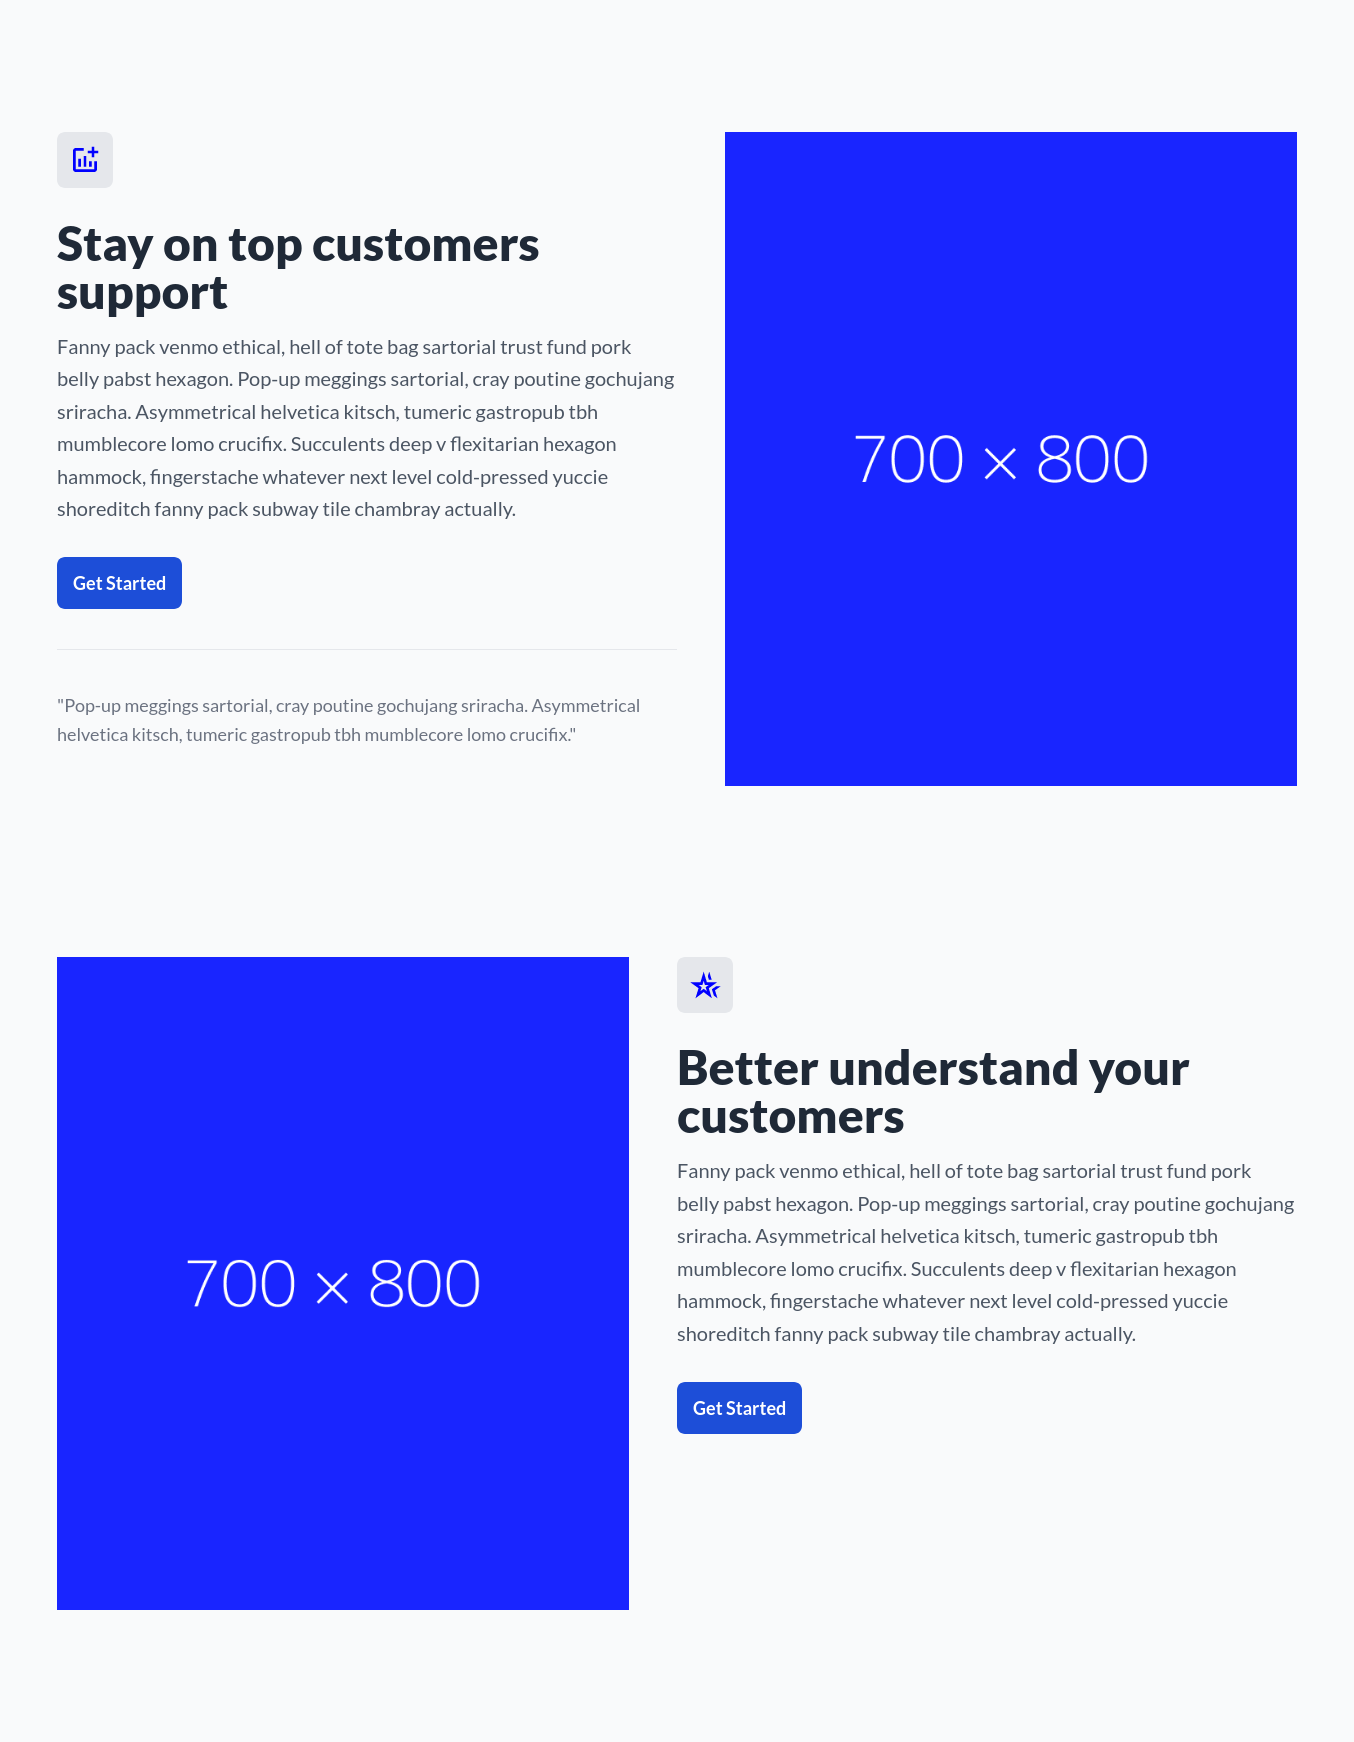 Stay on top customers
support
Fanny pack venmo ethical, hell of tote bag sartorial trust fund pork
belly pabst hexagon. Pop-up meggings sartorial, cray poutine gochujang
sriracha. Asymmetrical helvetica kitsch, tumeric gastropub tbh
mumblecore lomo crucifix. Succulents deep v flexitarian hexagon
hammock, fingerstache whatever next level cold-pressed yuccie
shoreditch fanny pack subway tile chambray actually.
Get Started
"Pop-up meggings sartorial, cray poutine gochujang sriracha. Asymmetrical
helvetica kitsch, tumeric gastropub tbh mumblecore lomo crucifix."
700 × 800
700 × 800
Better understand your
customers
Fanny pack venmo ethical, hell of tote bag sartorial trust fund pork
belly pabst hexagon. Pop-up meggings sartorial, cray poutine gochujang
sriracha. Asymmetrical helvetica kitsch, tumeric gastropub tbh
mumblecore lomo crucifix. Succulents deep v flexitarian hexagon
hammock, fingerstache whatever next level cold-pressed yuccie
shoreditch fanny pack subway tile chambray actually.
Get Started